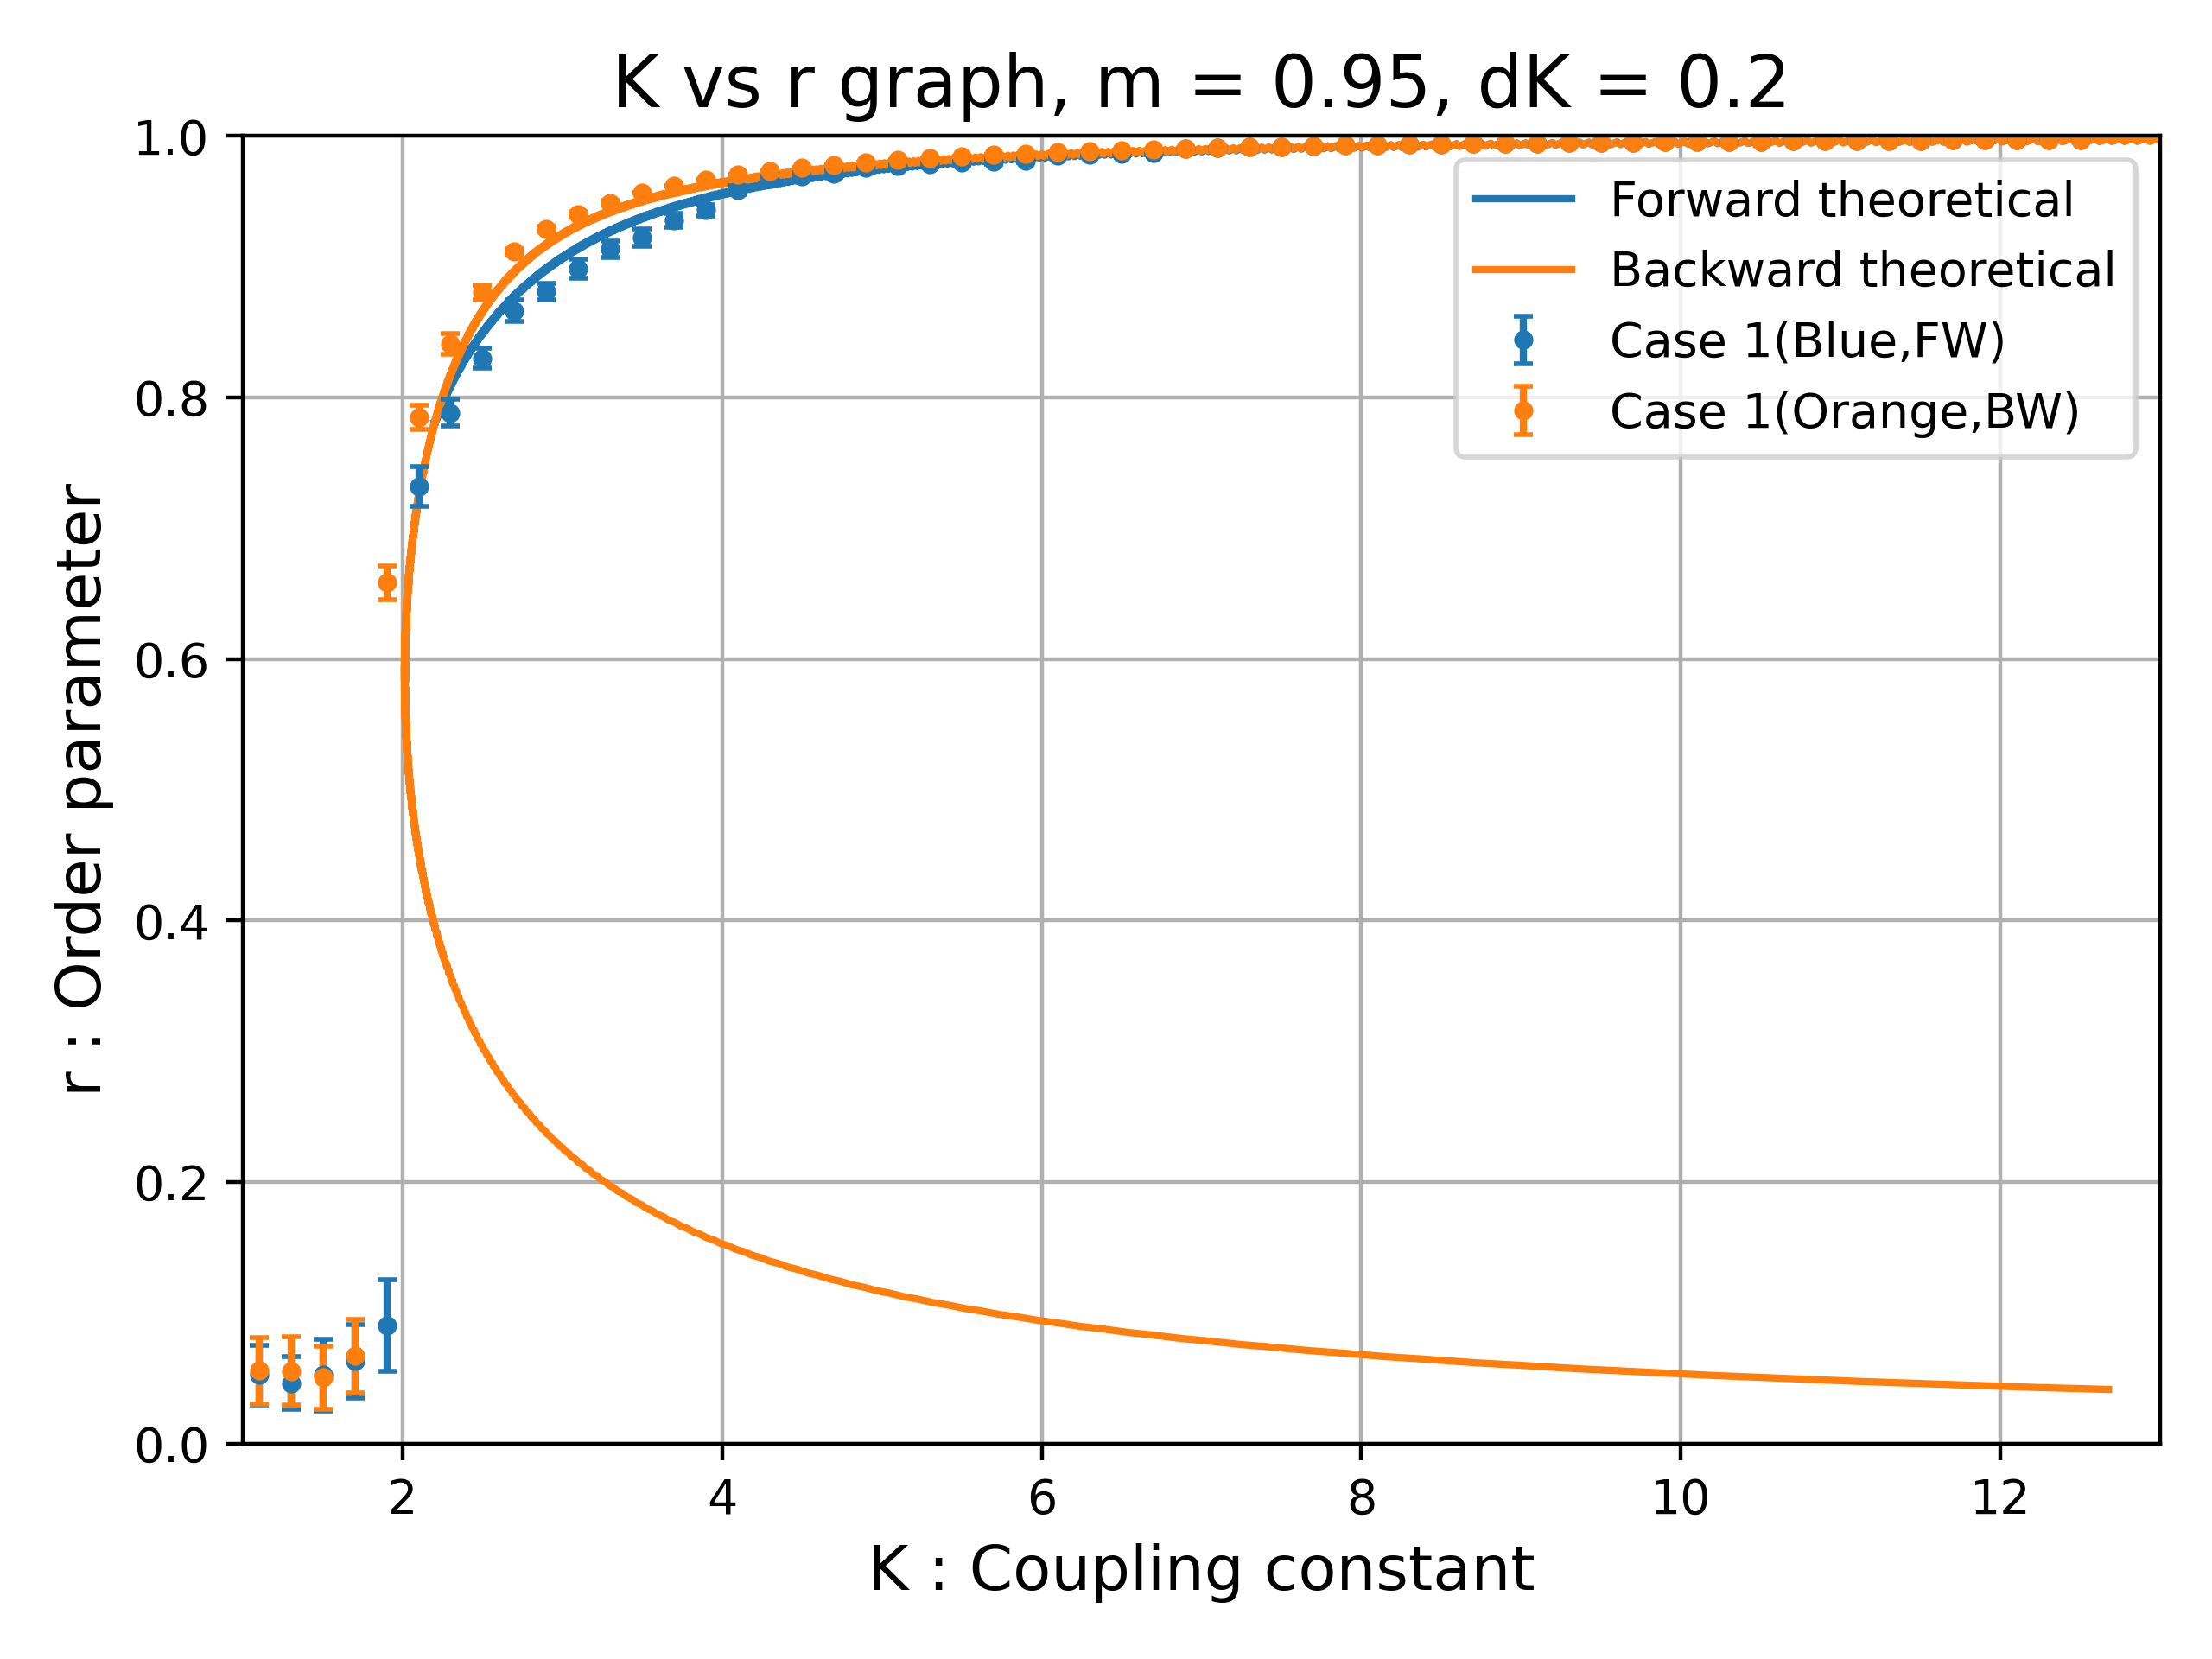 K vs r graph, m = 0.95, dK = 0.2
1.0
0.8
0.6
0.4
0.2
0.0
r : Order parameter
Forward theoretical
Backward theoretical
Case 1(Blue,FW)
Case 1(Orange,BW)
2 4 6 8 10 12
K : Coupling constant